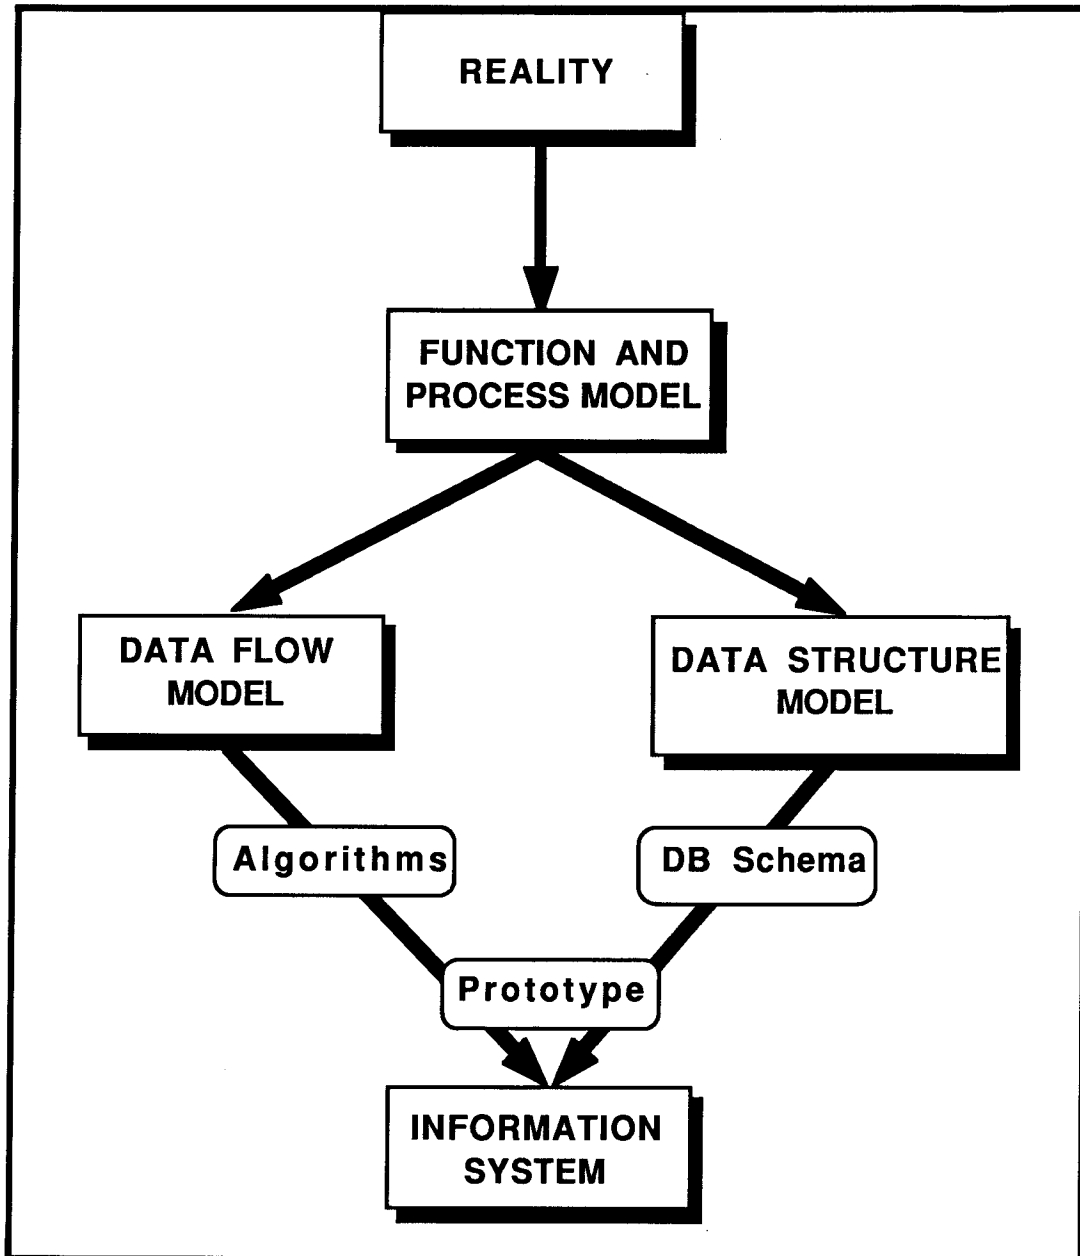 REALITY
FUNCTION AND
PROCESS MODEL
DATA FLOW
MODEL
DATA STRUCTURE
MODEL
Algorithms
DB Schema
Prototype
INFORMATION
SYSTEM